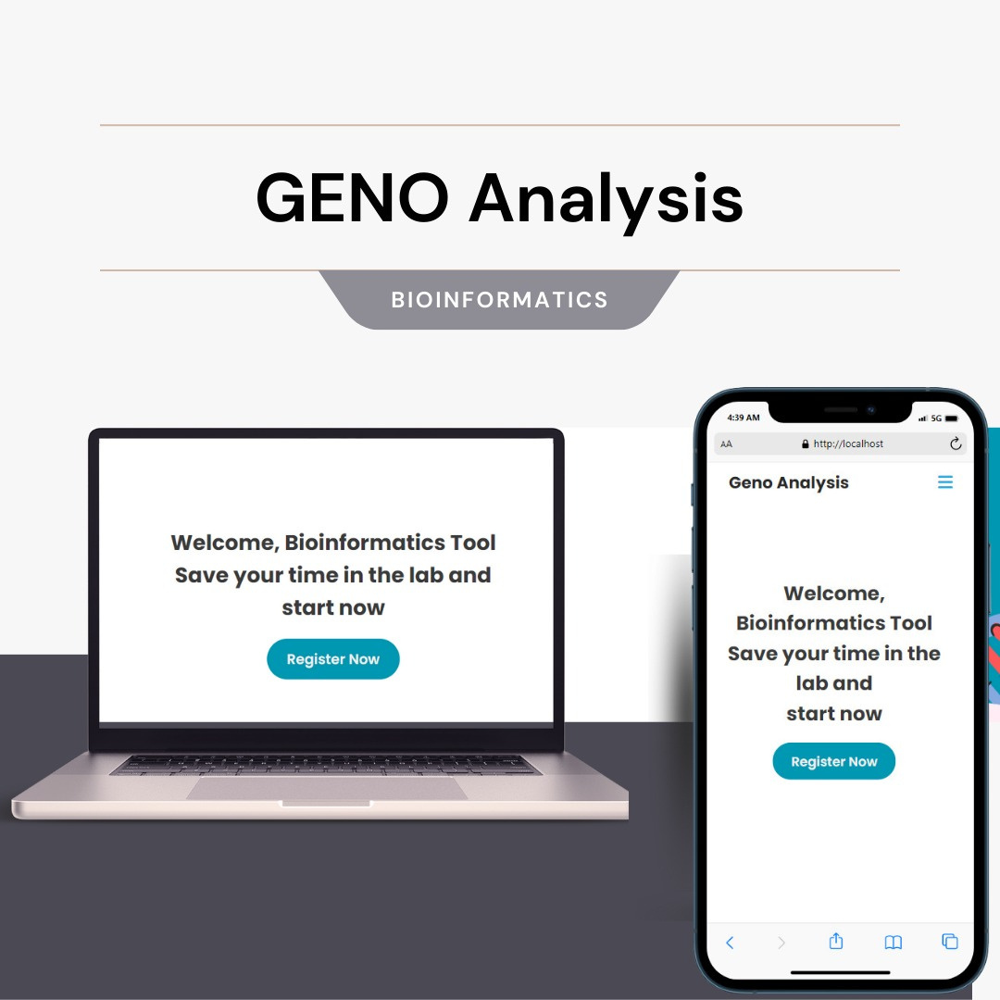 GENO Analysis
BIOINFORMATICS
Welcome, Bioinformatics Tool
Save your time in the lab and
start now
Register Now
4:39 AM
5G
AA
http://localhost
Geno Analysis
Welcome,
Bioinformatics Tool
Save your time in the
lab and
start now
Register Now